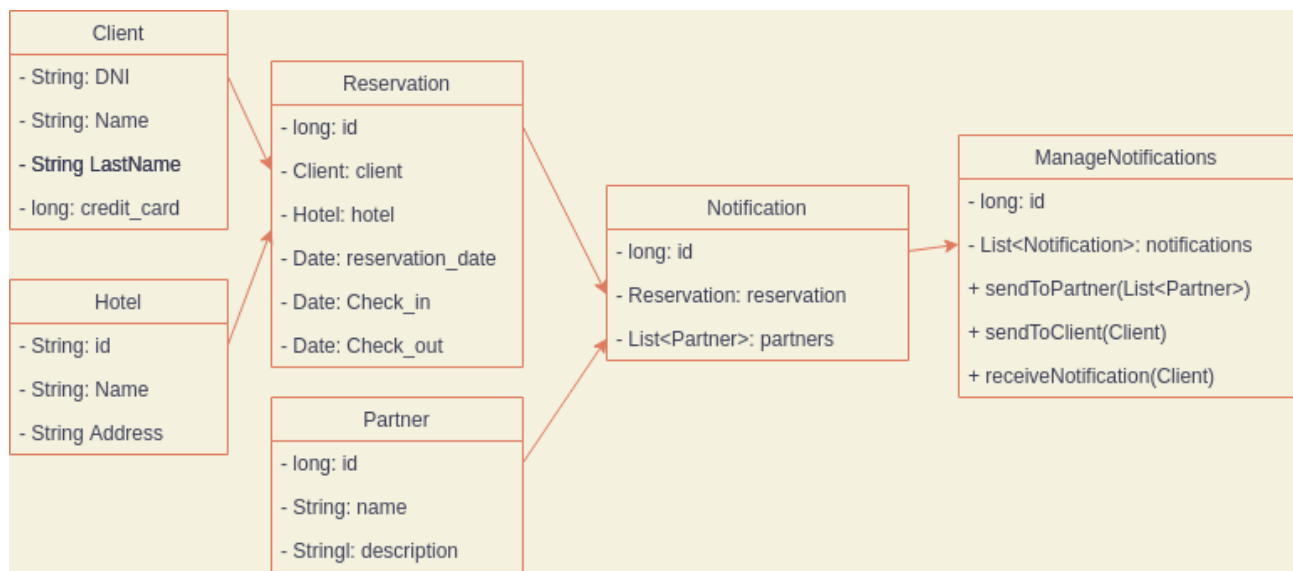 Client
- String: DNI
- String: Name
- String LastName
- long: credit_card
Hotel
- String: id
- String: Name
- String Address
Reservation
- long: id
- Client: client
- Hotel: hotel
- Date: reservation_date
- Date: Check_in
- Date: Check_out
Partner
- long: id
- String: name
- Stringl: description
Notification
- long: id
- Reservation: reservation
- List<Partner>: partners
ManageNotifications
- long: id
- List<Notification>: notifications
+ sendToPartner(List<Partner>)
+ sendToClient(Client)
+ receiveNotification(Client)